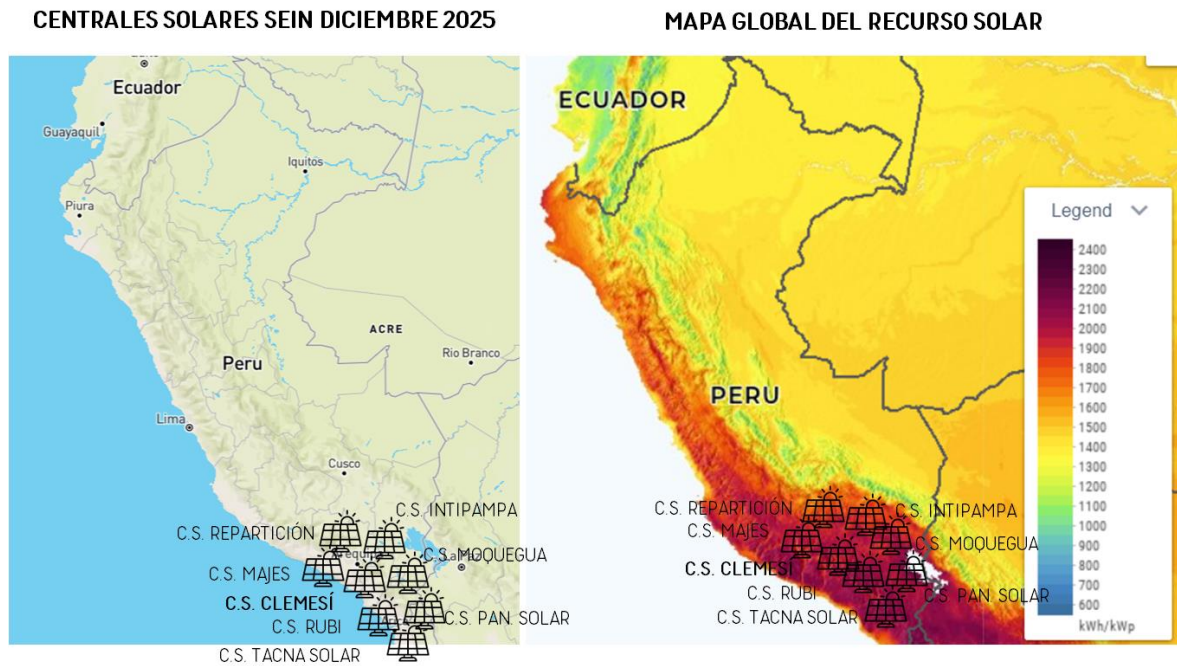 CENTRALES SOLARES SEIN DICIEMBRE 2025
Ecuador
Guayaquil
Iquitos
Piura
ACRE
Rio Branco
Peru
Lima
Cusco
C.S. INTIPAMPA
C.S. REPARTICIÓN
C.S. MOQUEGUA
C.S. MAJES
C.S. CLEMESÍ
C.S. PAN. SOLAR
C.S. RUBI
C.S. TACNA SOLAR
MAPA GLOBAL DEL RECURSO SOLAR
ECUADOR
PERU
C.S. REPARTICIÓN
C.S. INTIPAMPA
C.S. MAJES
C.S. MOQUEGUA
C.S. CLEMESÍ
C.S. RUBI
C.S. PAN. SOLAR
C.S. TACNA SOLAR
Legend
2400
2300
2200
2100
2000
1900
1800
1700
1600
1500
1400
1300
1200
1100
1000
900
800
700
600
kWh/kWp